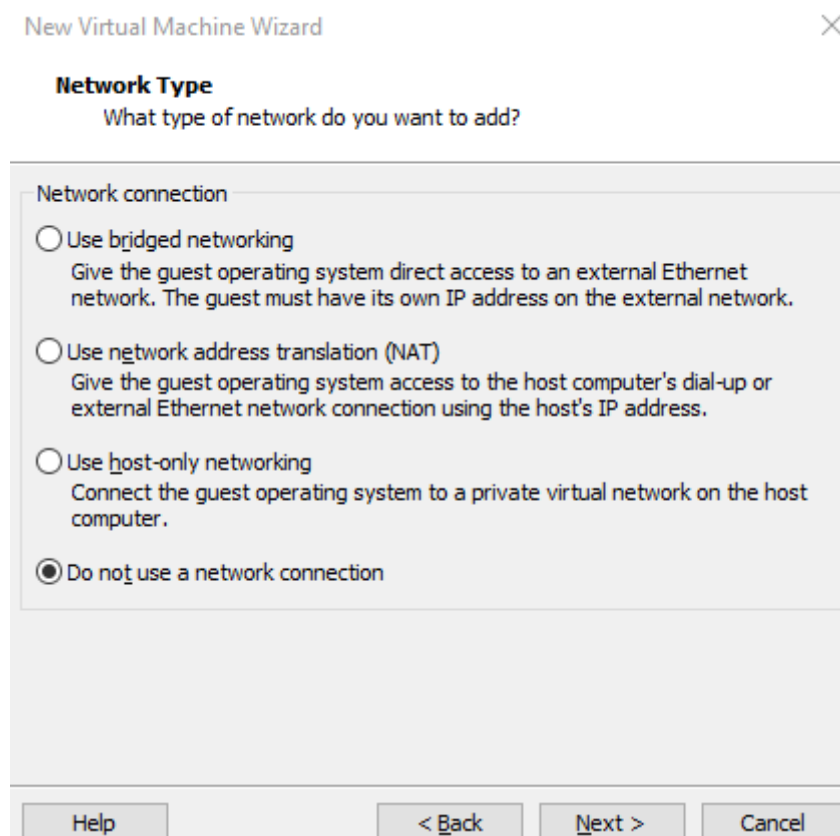 New Virtual Machine Wizard
Network Type
What type of network do you want to add?
Network connection
Use bridged networking
Give the guest operating system direct access to an external Ethernet
network. The guest must have its own IP address on the external network.
Use network address translation (NAT)
Give the guest operating system access to the host computer's dial-up or
external Ethernet network connection using the host's IP address.
Use host-only networking
Connect the guest operating system to a private virtual network on the host
computer.
Do not use a network connection
Help < Back Next > Cancel